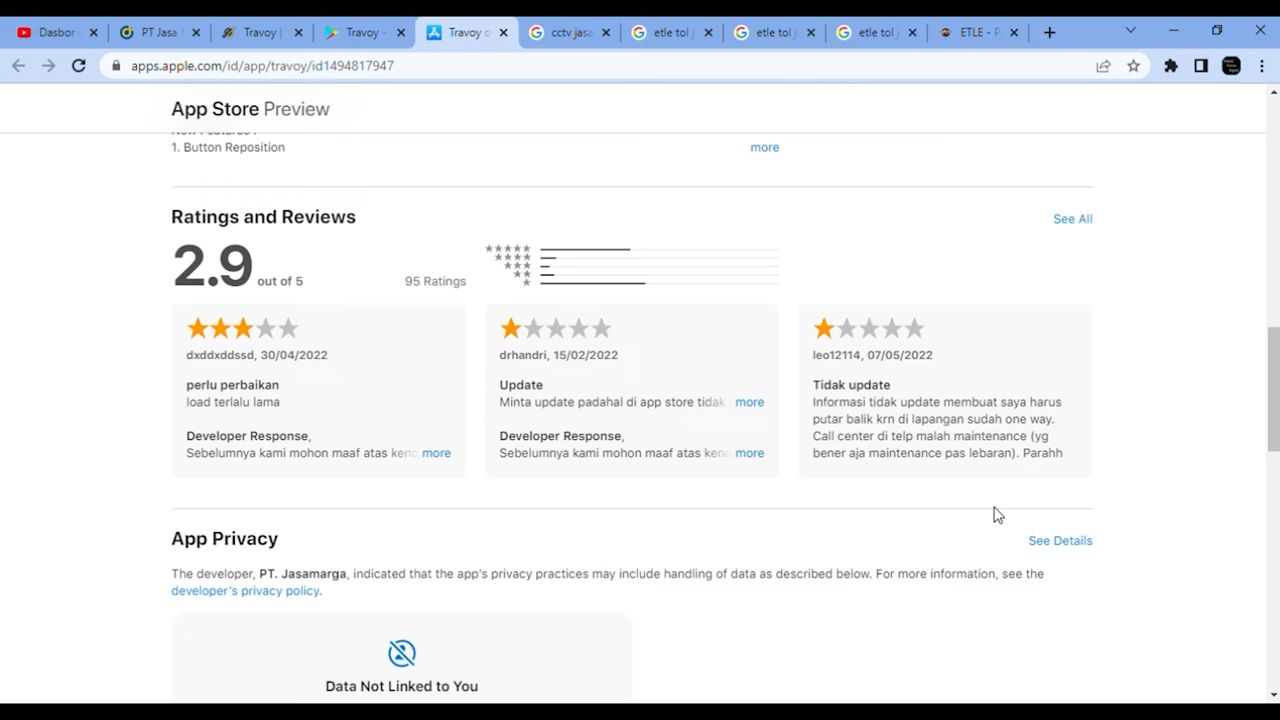 Dasbor
PT Jasa
Travoy |
Travoy -
Travoy o
cctv jasa
etle tol j
etle tol j
etle tol j
ETLE - P
apps.apple.com/id/app/travoy/id1494817947
App Store Preview
1. Button Reposition
more
Ratings and Reviews
See All
2.9 out of 5
95 Ratings
dxddxddssd, 30/04/2022
perlu perbaikan
load terlalu lama
Developer Response,
Sebelumnya kami mohon maaf atas kend
more
drhandri, 15/02/2022
Update
Minta update padahal di app store tidak
more
Developer Response,
Sebelumnya kami mohon maaf atas kend
more
leo12114, 07/05/2022
Tidak update
Informasi tidak update membuat saya harus
putar balik krn di lapangan sudah one way.
Call center di telp malah maintenance (yg
bener aja maintenance pas lebaran). Parahh
App Privacy
See Details
The developer, PT. Jasamarga, indicated that the app's privacy practices may include handling of data as described below. For more information, see the
developer's privacy policy.
Data Not Linked to You